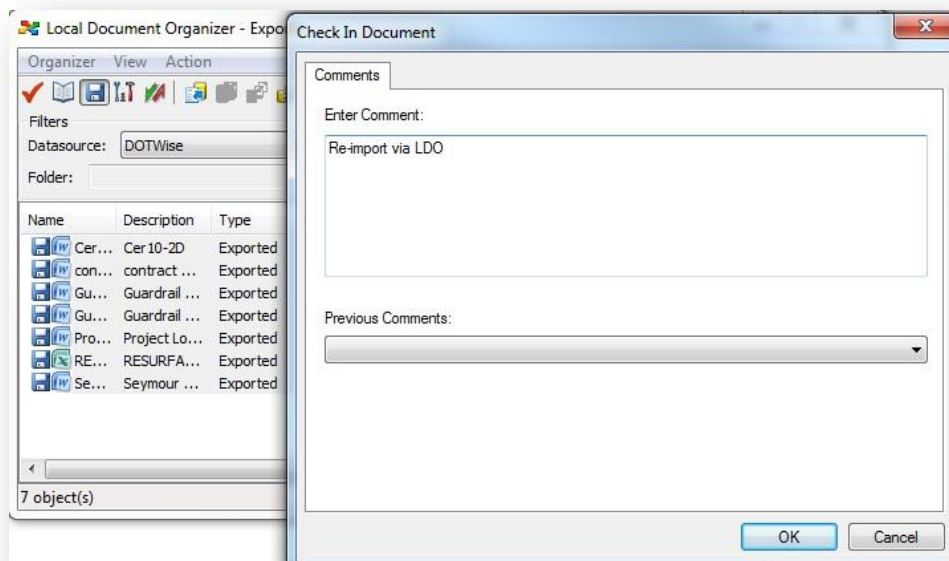 Local Document Organizer - Expo
Organizer View Action
Filters
Datasource: DOTWise
Folder:
Name Description Type
Cer... Cer10-2D Exported
con... contract ... Exported
Gu... Guardrail ... Exported
Gu... Guardrail ... Exported
Pro... Project Lo... Exported
RE... RESURFA... Exported
Se... Seymour ... Exported
7 object(s)
Check In Document
Comments
Enter Comment:
Re-import via LDO
Previous Comments:
OK Cancel